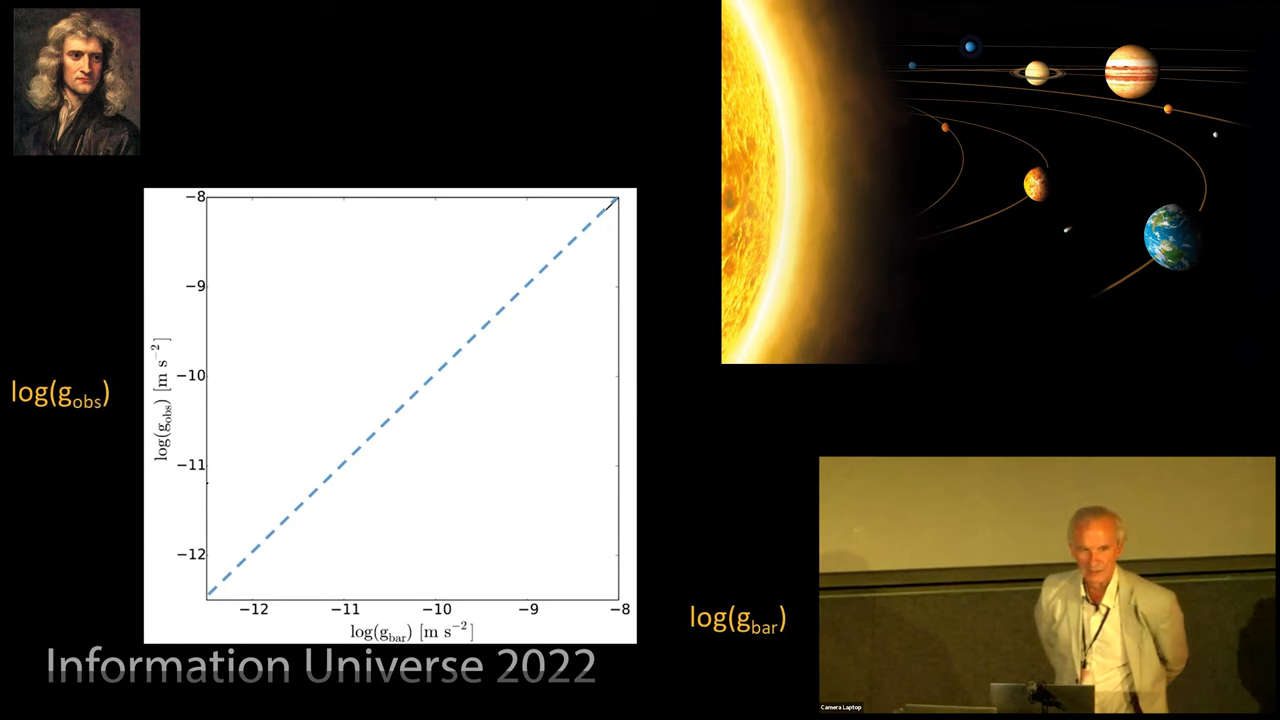 −8
−9
−10
−11
−12
log(g_obs) [m s^−2]
log(g_obs)
−12 −11 −10 −9 −8
log(g_bar) [m s^−2]
log(g_bar)
Information Universe 2022
Camera Laptop